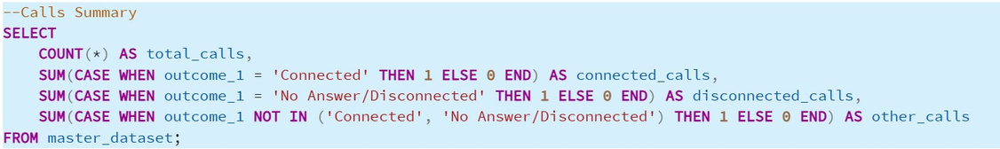 --Calls Summary
SELECT
    COUNT(*) AS total_calls,
    SUM(CASE WHEN outcome_1 = 'Connected' THEN 1 ELSE 0 END) AS connected_calls,
    SUM(CASE WHEN outcome_1 = 'No Answer/Disconnected' THEN 1 ELSE 0 END) AS disconnected_calls,
    SUM(CASE WHEN outcome_1 NOT IN ('Connected', 'No Answer/Disconnected') THEN 1 ELSE 0 END) AS other_calls
FROM master_dataset;